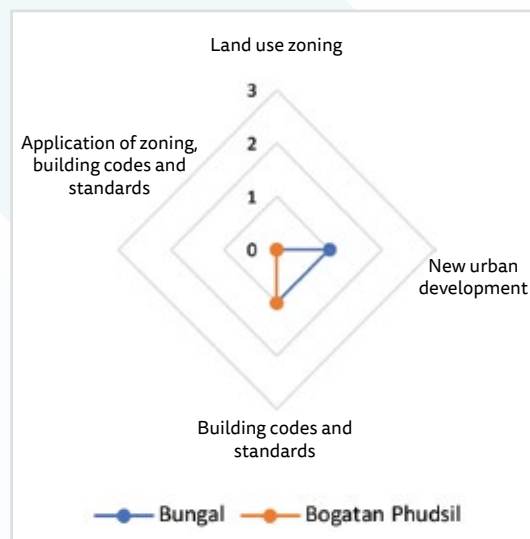 Land use zoning
3
Application of zoning,
building codes and
standards
2
1
0
New urban
development
Building codes and
standards
Bungal Bogatan Phudsil